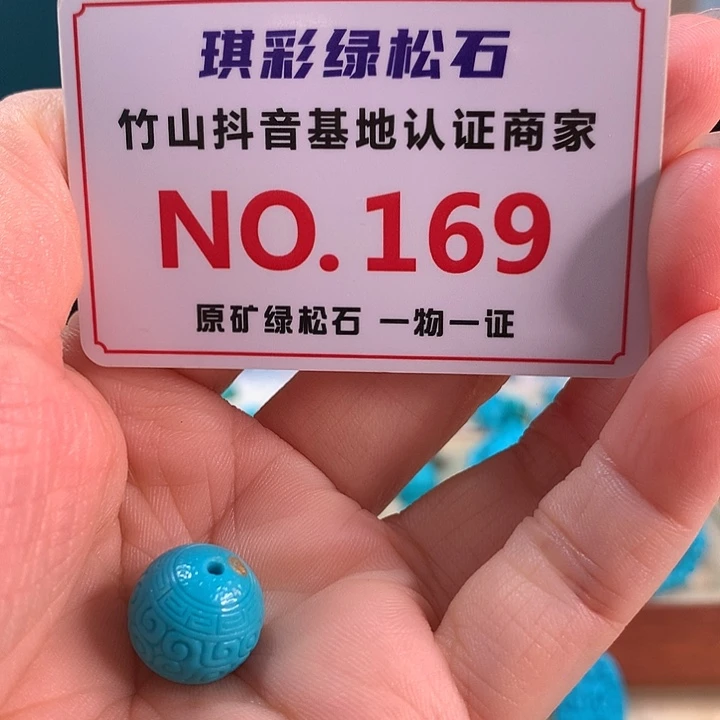 琪彩绿松石
竹山抖音基地认证商家
NO.169
原矿绿松石 一物一证